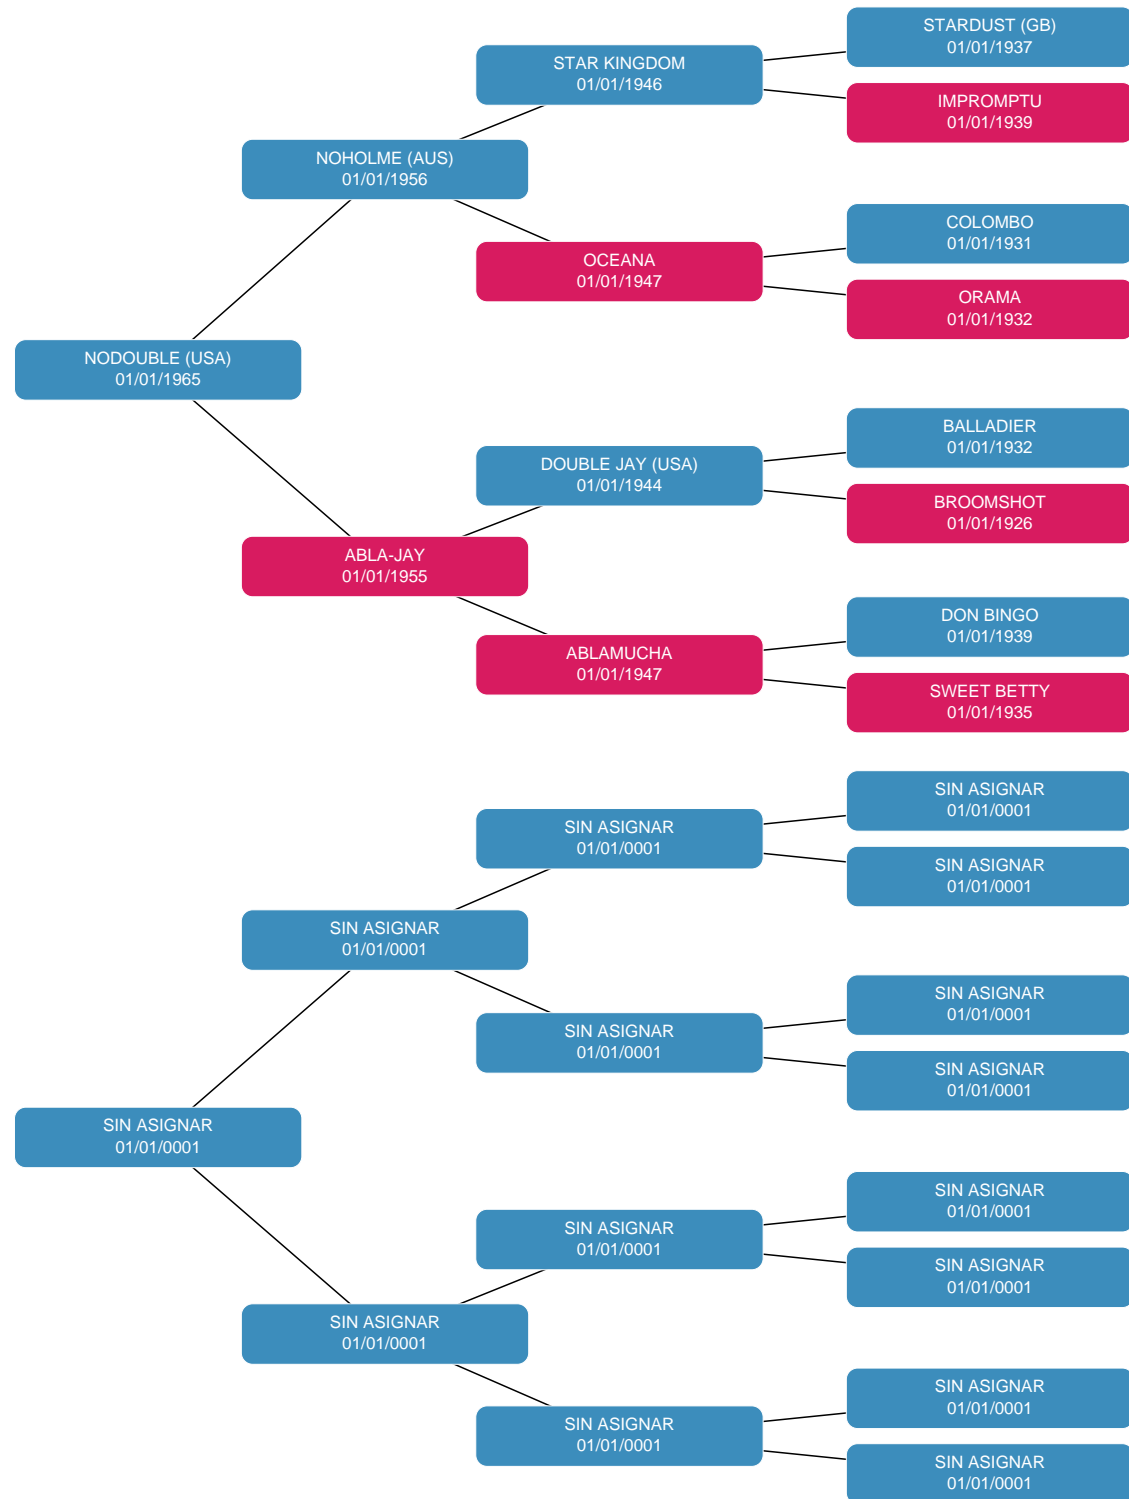 STARDUST (GB)
01/01/1937
STAR KINGDOM
01/01/1946
IMPROMPTU
01/01/1939
NOHOLME (AUS)
01/01/1956
COLOMBO
01/01/1931
OCEANA
01/01/1947
ORAMA
01/01/1932
NODOUBLE (USA)
01/01/1965
BALLADIER
01/01/1932
DOUBLE JAY (USA)
01/01/1944
BROOMSHOT
01/01/1926
ABLA-JAY
01/01/1955
DON BINGO
01/01/1939
ABLAMUCHA
01/01/1947
SWEET BETTY
01/01/1935
SIN ASIGNAR
01/01/0001
SIN ASIGNAR
01/01/0001
SIN ASIGNAR
01/01/0001
SIN ASIGNAR
01/01/0001
SIN ASIGNAR
01/01/0001
SIN ASIGNAR
01/01/0001
SIN ASIGNAR
01/01/0001
SIN ASIGNAR
01/01/0001
SIN ASIGNAR
01/01/0001
SIN ASIGNAR
01/01/0001
SIN ASIGNAR
01/01/0001
SIN ASIGNAR
01/01/0001
SIN ASIGNAR
01/01/0001
SIN ASIGNAR
01/01/0001
SIN ASIGNAR
01/01/0001